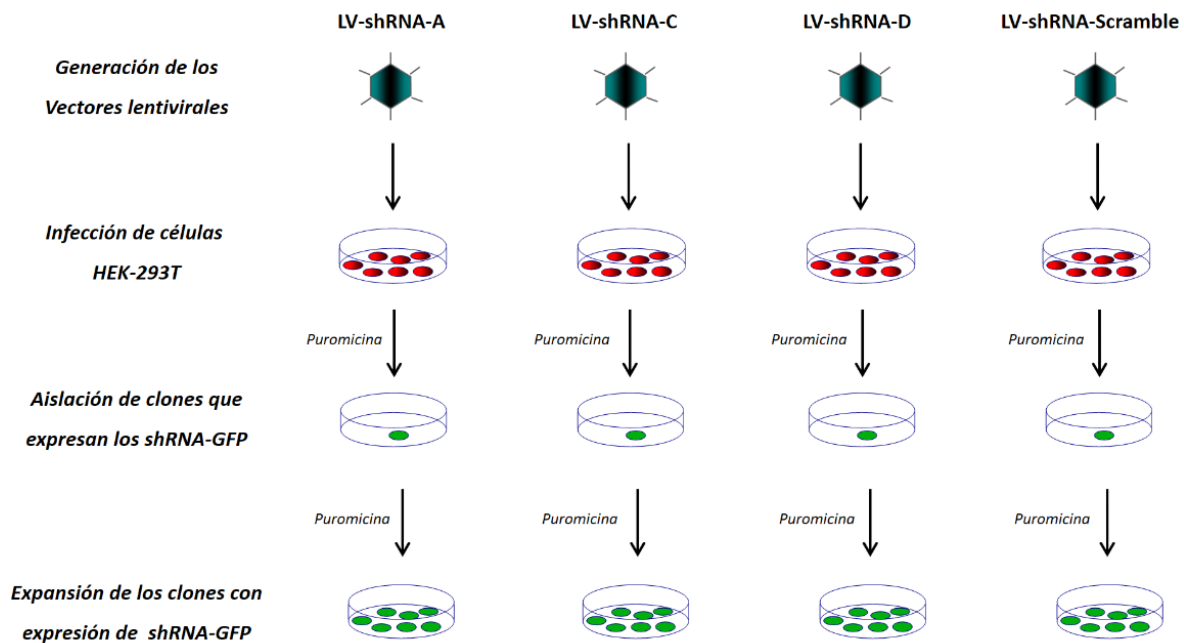 LV-shRNA-A LV-shRNA-C LV-shRNA-D LV-shRNA-Scramble
Generación de los
Vectores lentivirales
Infección de células
HEK-293T
Puromicina Puromicina Puromicina Puromicina
Aislación de clones que
expresan los shRNA-GFP
Puromicina Puromicina Puromicina Puromicina
Expansión de los clones con
expresión de shRNA-GFP